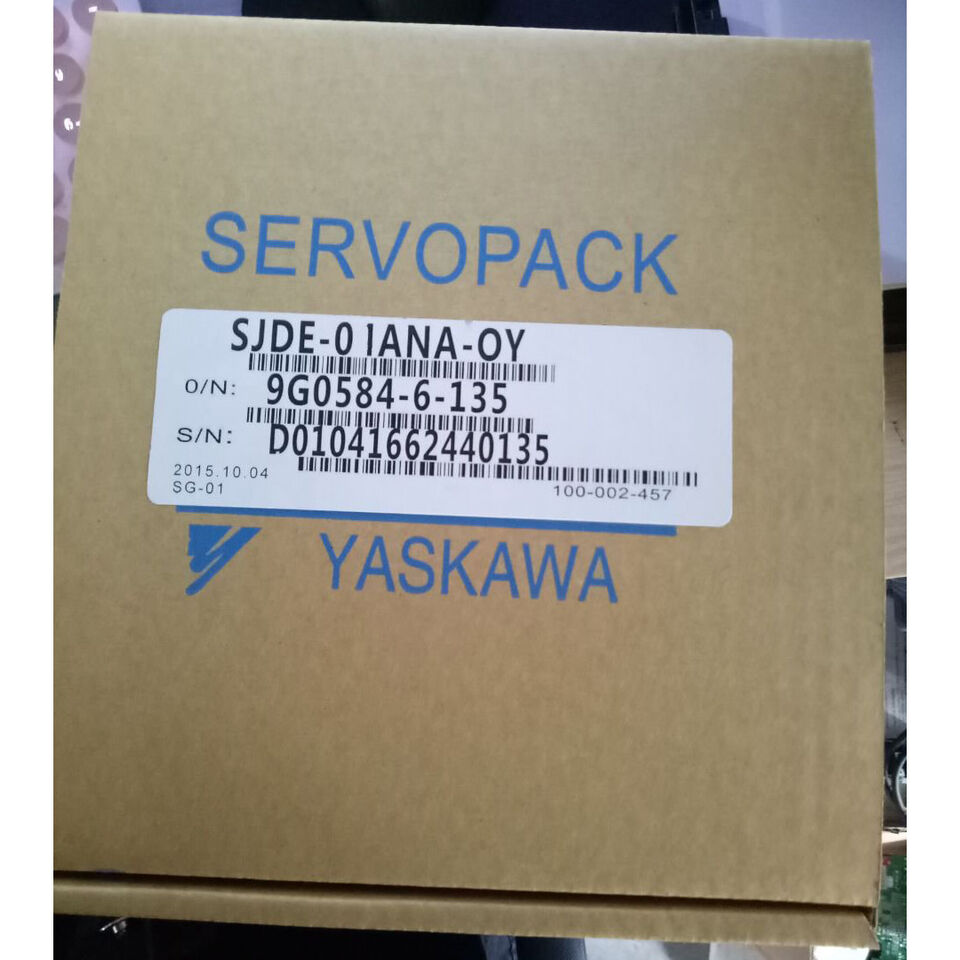 SERVOPACK
SJDE-01ANA-OY
O/N: 9G0584-6-135
S/N: D01041662440135
2015.10.04
SG-01 100-002-457
YASKAWA